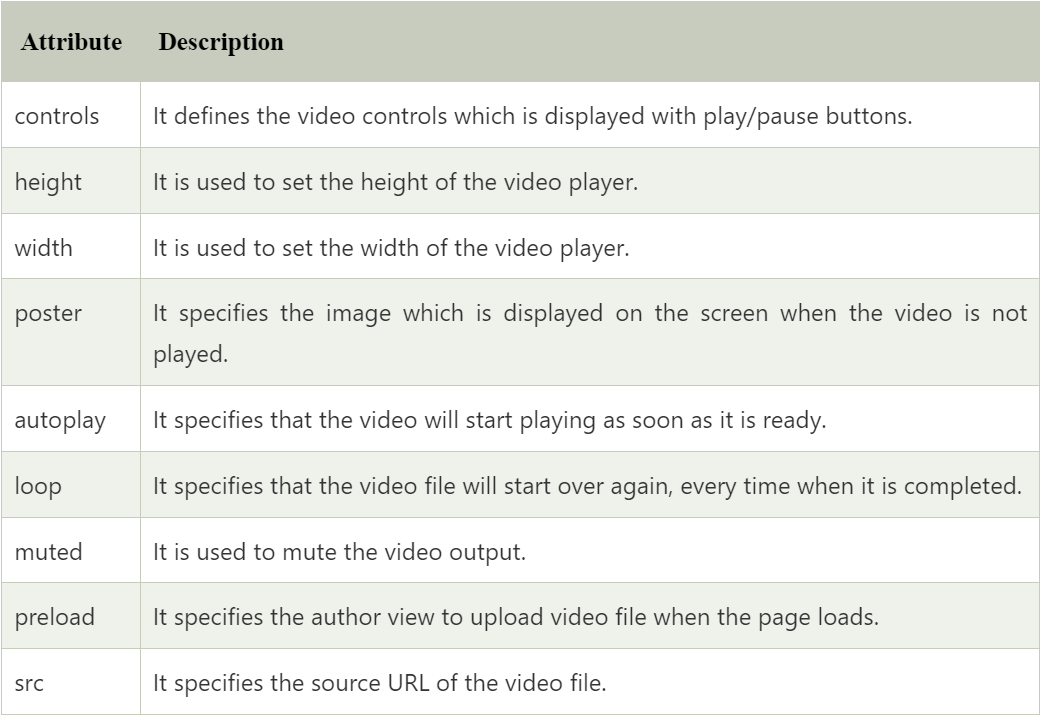 Attribute Description
controls It defines the video controls which is displayed with play/pause buttons.
height It is used to set the height of the video player.
width It is used to set the width of the video player.
poster It specifies the image which is displayed on the screen when the video is not
played.
autoplay It specifies that the video will start playing as soon as it is ready.
loop It specifies that the video file will start over again, every time when it is completed.
muted It is used to mute the video output.
preload It specifies the author view to upload video file when the page loads.
src It specifies the source URL of the video file.